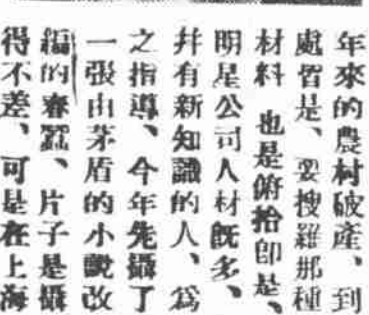 年來的農村破產、到
處皆是、要搜羅那種
材料 也是俯拾卽是、
明星公司人材旣多、
幷有新知識的人、爲
之指導、今年先攝了
一張由茅盾的小說改
編的春蠶、片子是攝
得不差、可是在上海